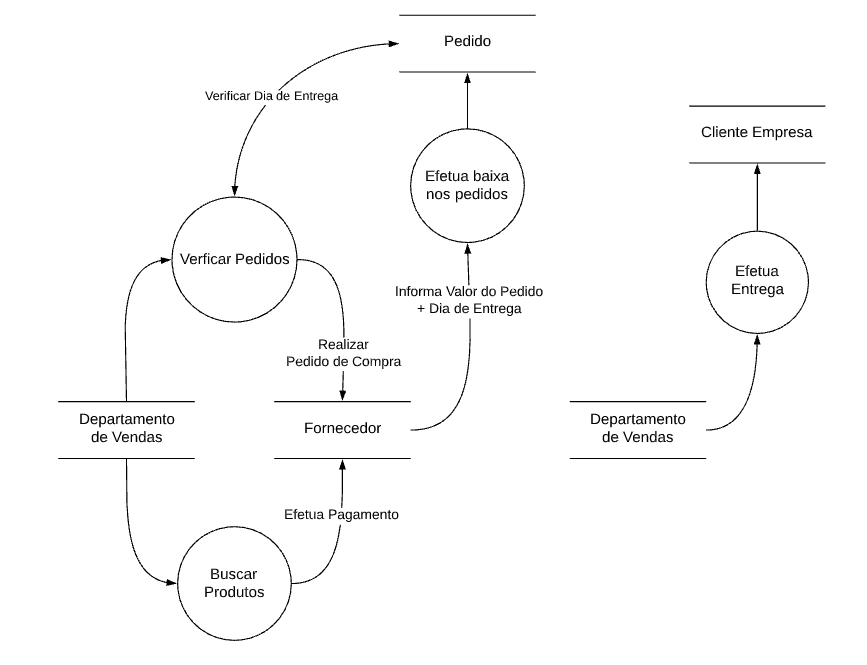 Pedido
Verificar Dia de Entrega
Cliente Empresa
Efetua baixa
nos pedidos
Verficar Pedidos
Efetua
Entrega
Informa Valor do Pedido
+ Dia de Entrega
Realizar
Pedido de Compra
Departamento
de Vendas
Fornecedor
Departamento
de Vendas
Efetua Pagamento
Buscar
Produtos